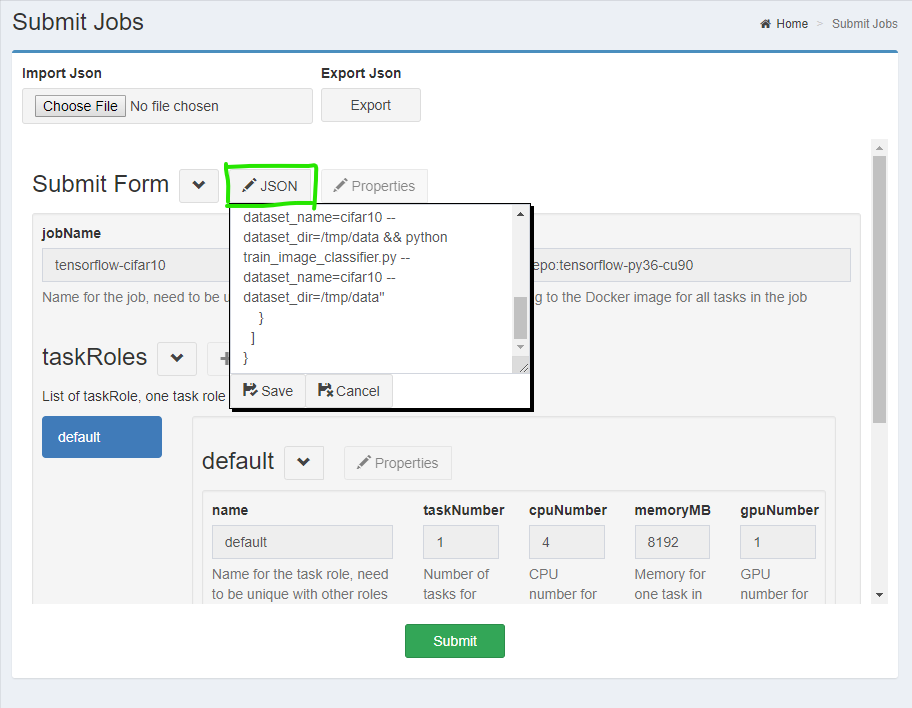 Submit Jobs
Home > Submit Jobs
Import Json
Export Json
Choose File No file chosen
Export
Submit Form
JSON
Properties
dataset_name=cifar10 --
dataset_dir=/tmp/data && python
train_image_classifier.py --
dataset_name=cifar10 --
dataset_dir=/tmp/data"
}
]
}
Save
Cancel
jobName
tensorflow-cifar10
epo:tensorflow-py36-cu90
Name for the job, need to be
g to the Docker image for all tasks in the job
taskRoles
List of taskRole, one task role
default
default
Properties
name
taskNumber
cpuNumber
memoryMB
gpuNumber
default
1
4
8192
1
Name for the task role, need
to be unique with other roles
Number of
tasks for
CPU
number for
Memory for
one task in
GPU
number for
Submit